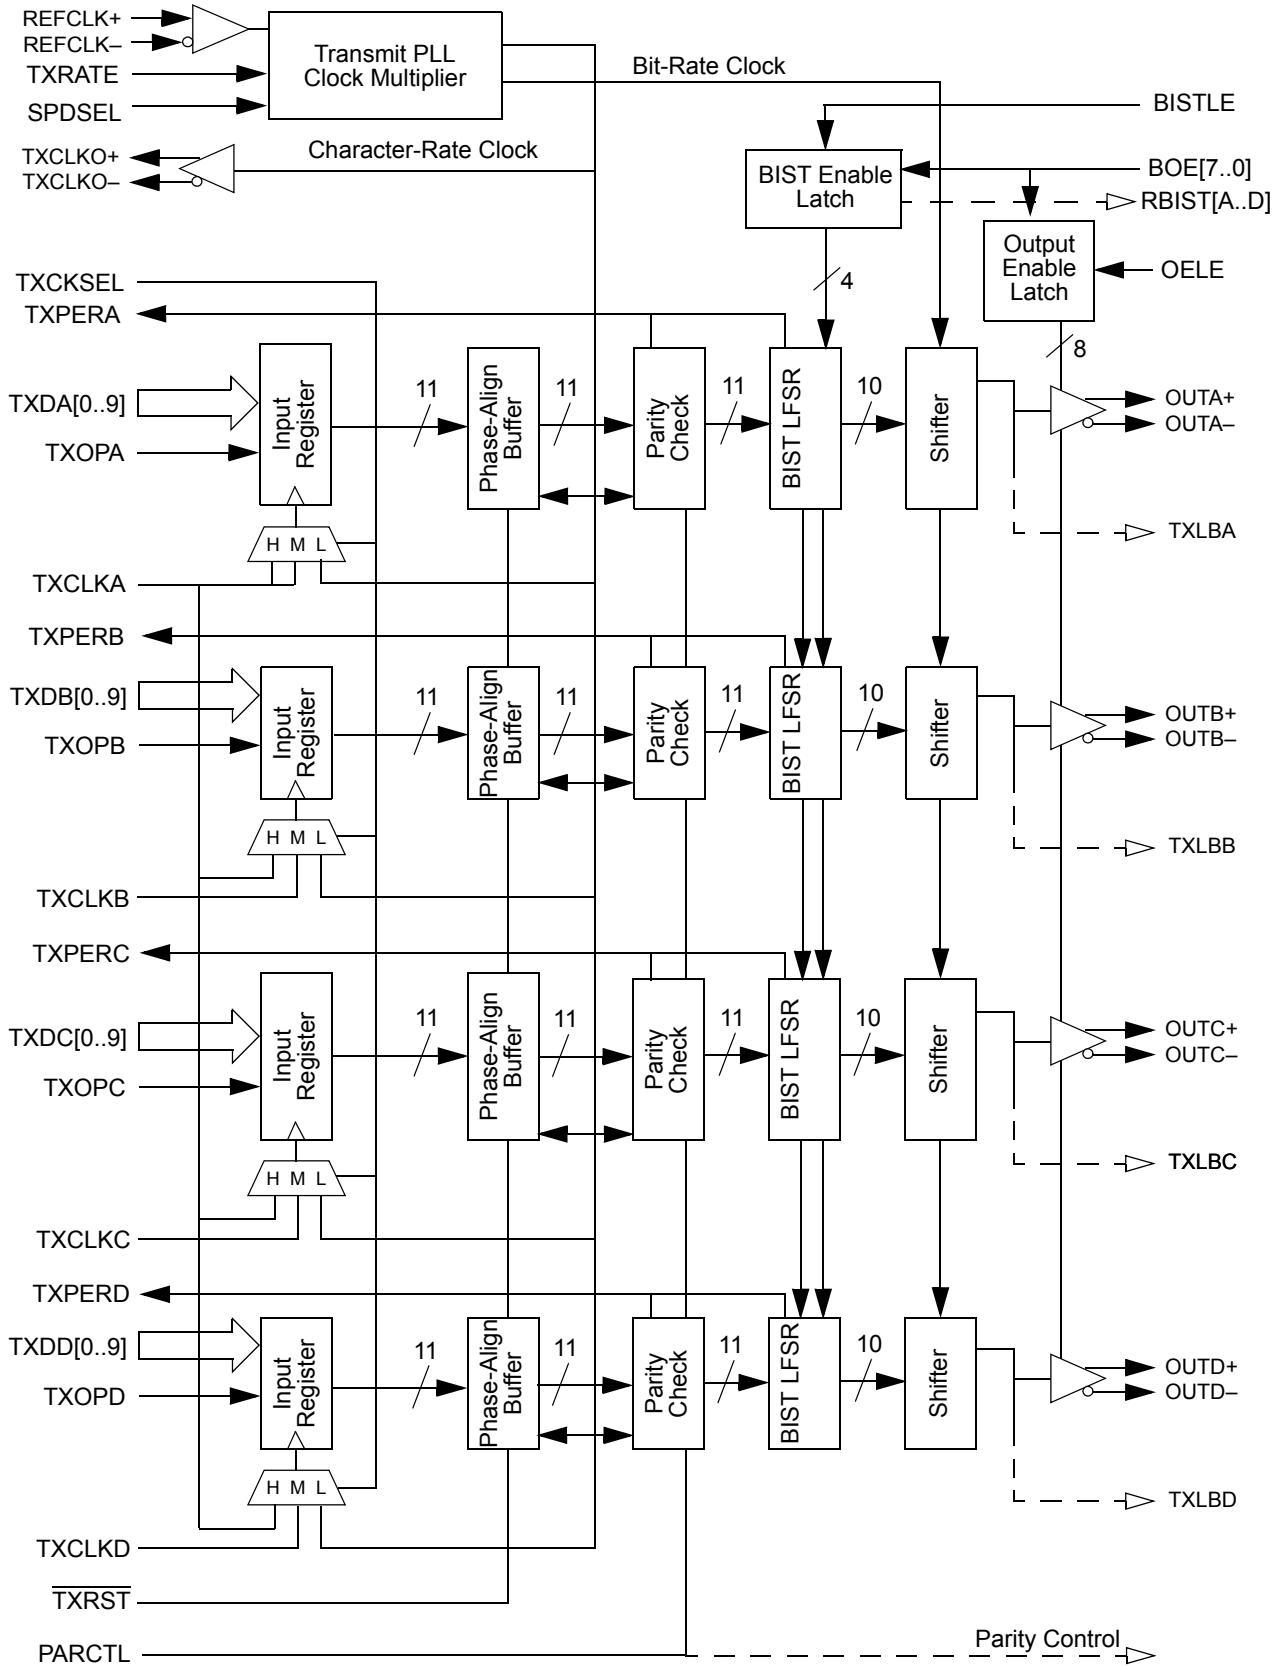 REFCLK+
REFCLK–
TXRATE
SPDSEL
Transmit PLL
Clock Multiplier
Bit-Rate Clock
BISTLE
TXCLKO+
TXCLKO–
Character-Rate Clock
BIST Enable
Latch
BOE[7..0]
RBIST[A..D]
Output
Enable
Latch
OELE
4
8
TXCKSEL
TXPERA
TXDA[0..9]
TXOPA
Input
Register
11
Phase-Align
Buffer
11
Parity
Check
11
BIST LFSR
10
Shifter
OUTA+
OUTA–
H M L
TXLBA
TXCLKA
TXPERB
TXDB[0..9]
TXOPB
Input
Register
11
Phase-Align
Buffer
11
Parity
Check
11
BIST LFSR
10
Shifter
OUTB+
OUTB–
H M L
TXLBB
TXCLKB
TXPERC
TXDC[0..9]
TXOPC
Input
Register
11
Phase-Align
Buffer
11
Parity
Check
11
BIST LFSR
10
Shifter
OUTC+
OUTC–
H M L
TXLBC
TXCLKC
TXPERD
TXDD[0..9]
TXOPD
Input
Register
11
Phase-Align
Buffer
11
Parity
Check
11
BIST LFSR
10
Shifter
OUTD+
OUTD–
H M L
TXLBD
TXCLKD
TXRST
PARCTL
Parity Control